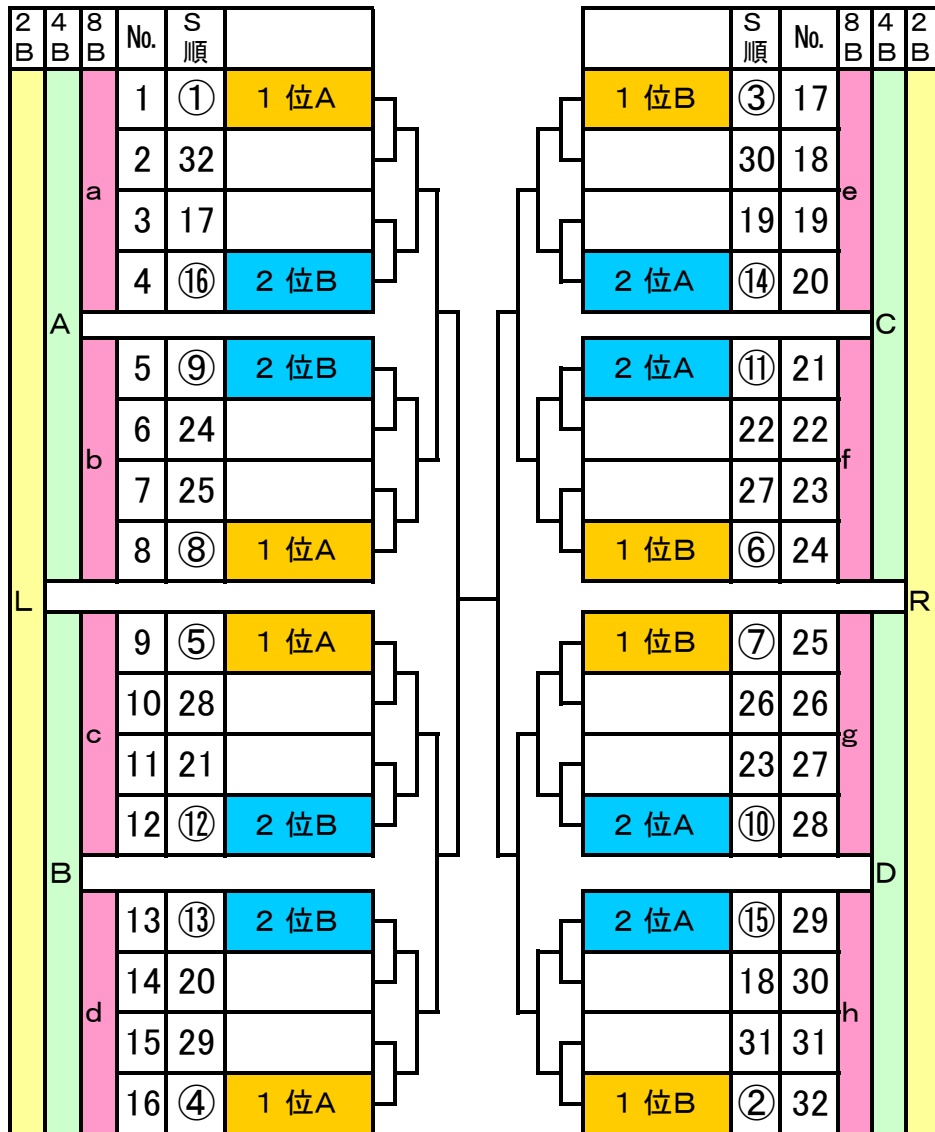 2B 4B 8B No. S順 S順 No. 8B 4B 2B
1 ① 1 位A 1 位B ③ 17
2 32 30 18
a e
3 17 19 19
4 ⑯ 2 位B 2 位A ⑭ 20
A C
5 ⑨ 2 位B 2 位A ⑪ 21
6 24 22 22
b f
7 25 27 23
8 ⑧ 1 位A 1 位B ⑥ 24
L R
9 ⑤ 1 位A 1 位B ⑦ 25
10 28 26 26
c g
11 21 23 27
12 ⑫ 2 位B 2 位A ⑩ 28
B D
13 ⑬ 2 位B 2 位A ⑮ 29
14 20 18 30
d h
15 29 31 31
16 ④ 1 位A 1 位B ② 32